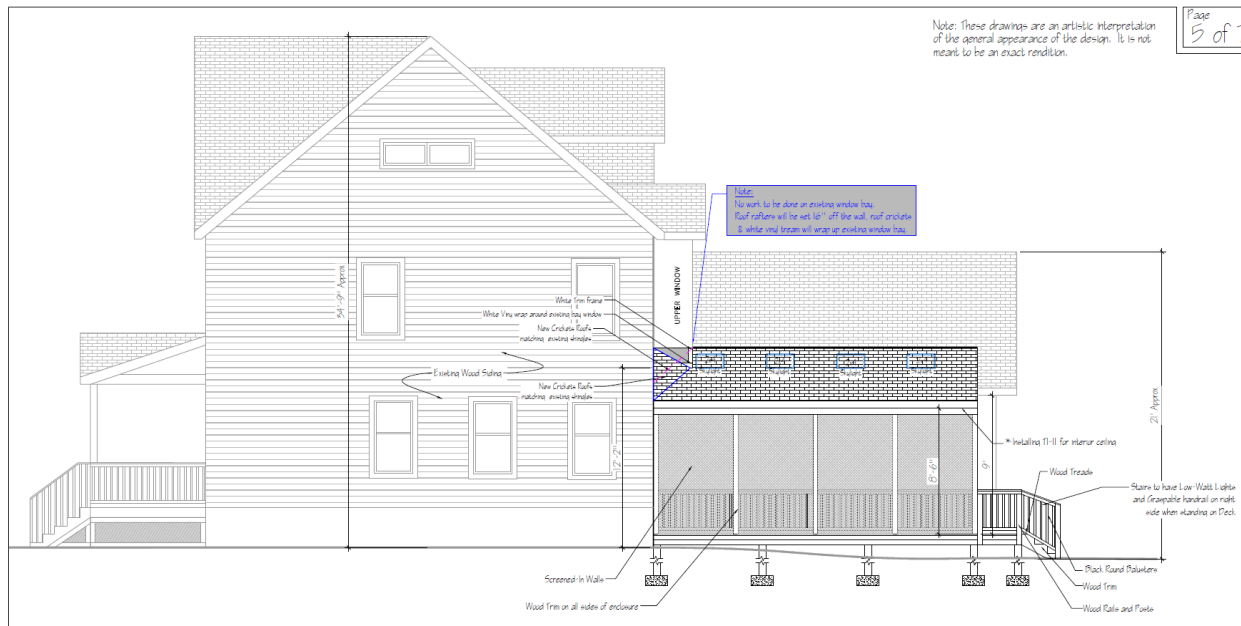 Note: These drawings are an artistic interpretation
of the general appearance of the design. It is not
meant to be an exact rendition.
Page
5 of
Note:
No work to be done on existing window bay.
Roof rafters will be set 16" off the wall, roof crickets
& white vinyl tream will wrap up existing window bay.
34'-9" Approx
UPPER WINDOW
White Trim frame
White Vinyl wrap around existing bay window
New Crickets Roofs
matching existing shingles
Existing Wood Siding
New Crickets Roofs
matching existing shingles
Skylight
Skylight
Skylight
Skylight
12'-2"
8'-6"
9'
21' Approx
* Installing T1-11 for interior ceiling
Wood Treads
Stairs to have Low-Watt Lights
and Graspable handrail on right
side when standing on Deck.
Black Round Balusters
Wood Trim
Wood Rails and Posts
Screened-In Walls
Wood Trim on all sides of enclosure